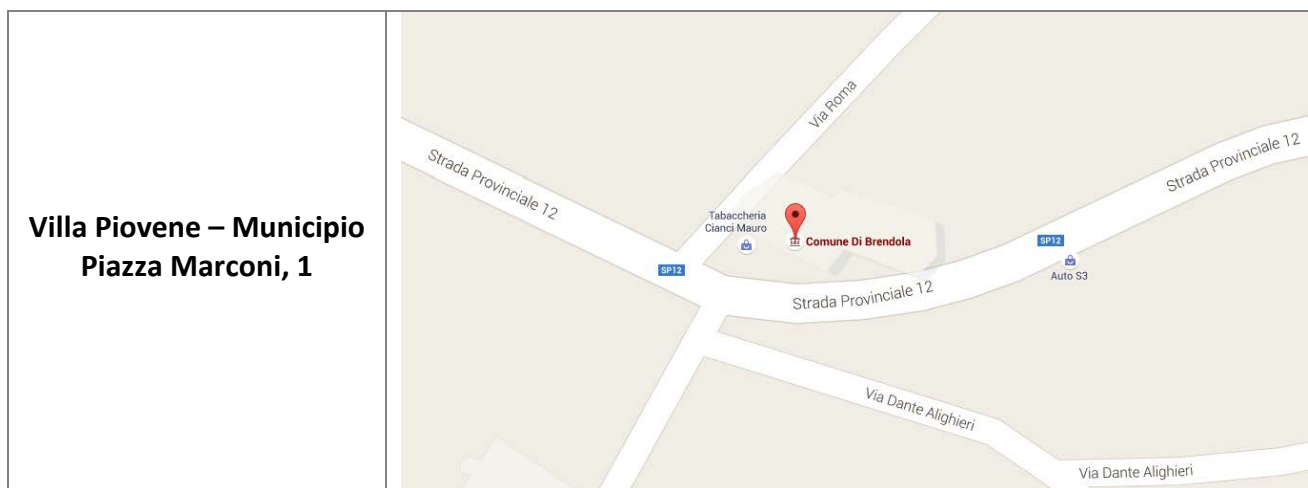 Villa Piovene – Municipio
Piazza Marconi, 1
Via Roma
Strada Provinciale 12
Strada Provinciale 12
Tabaccheria
Cianci Mauro
Comune Di Brendola
SP12
SP12
Auto S3
Strada Provinciale 12
Via Dante Alighieri
Via Dante Alighieri